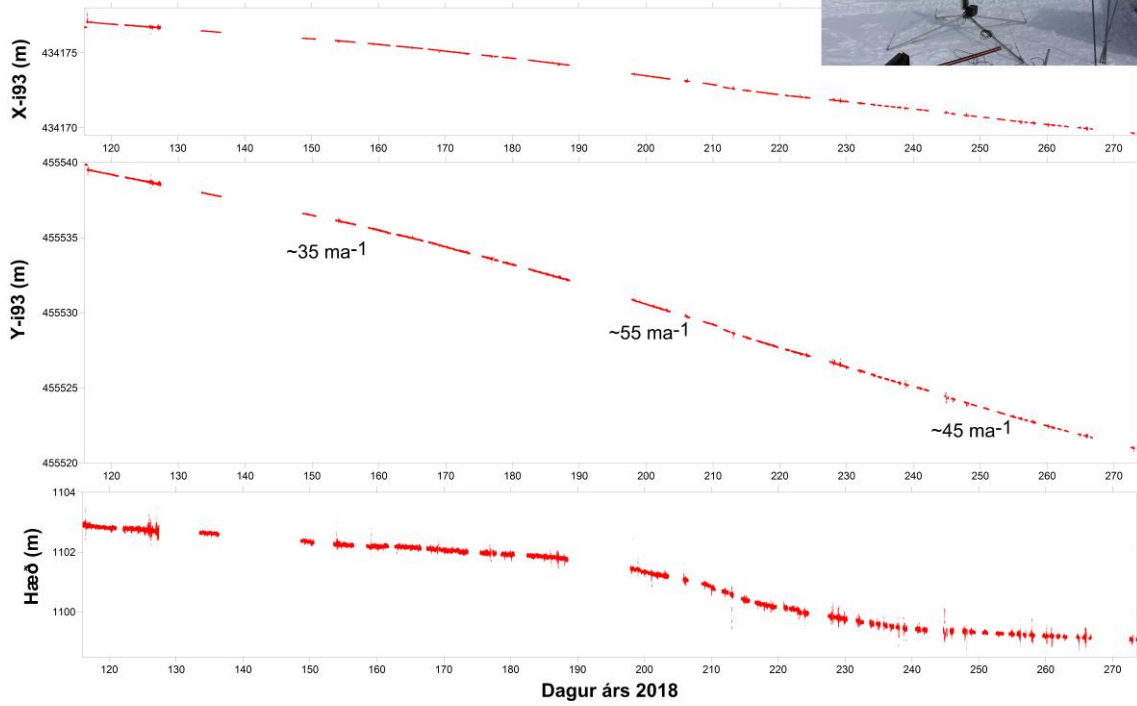 X-i93 (m)
434175
434170
120 130 140 150 160 170 180 190 200 210 220 230 240 250 260 270
Y-i93 (m)
455540
455535
455530
455525
455520
~35 ma-1
~55 ma-1
~45 ma-1
120 130 140 150 160 170 180 190 200 210 220 230 240 250 260 270
Hæð (m)
1104
1102
1100
120 130 140 150 160 170 180 190 200 210 220 230 240 250 260 270
Dagur árs 2018